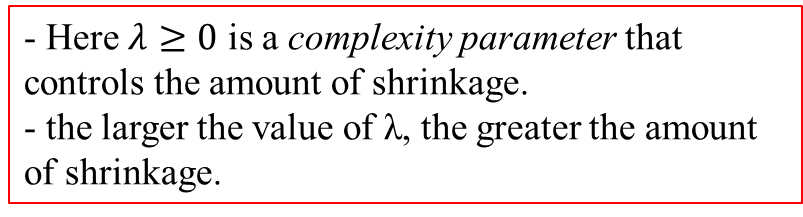 - Here λ ≥ 0 is a complexity parameter that
controls the amount of shrinkage.
- the larger the value of λ, the greater the amount
of shrinkage.